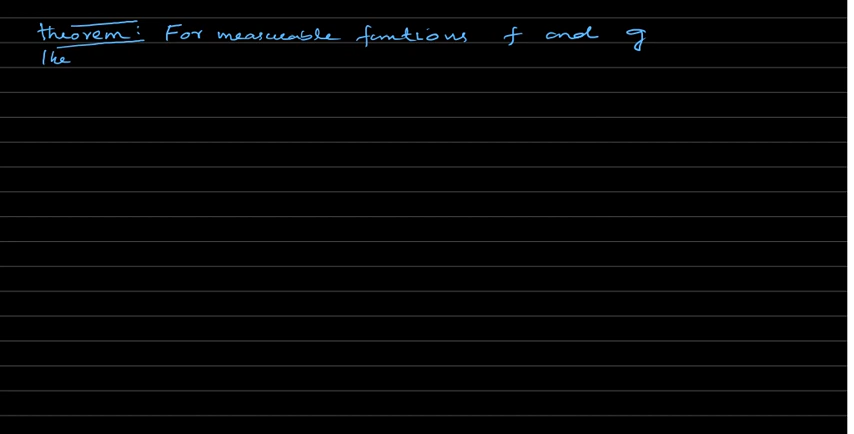 theorem: For measureable funtions f and g
the